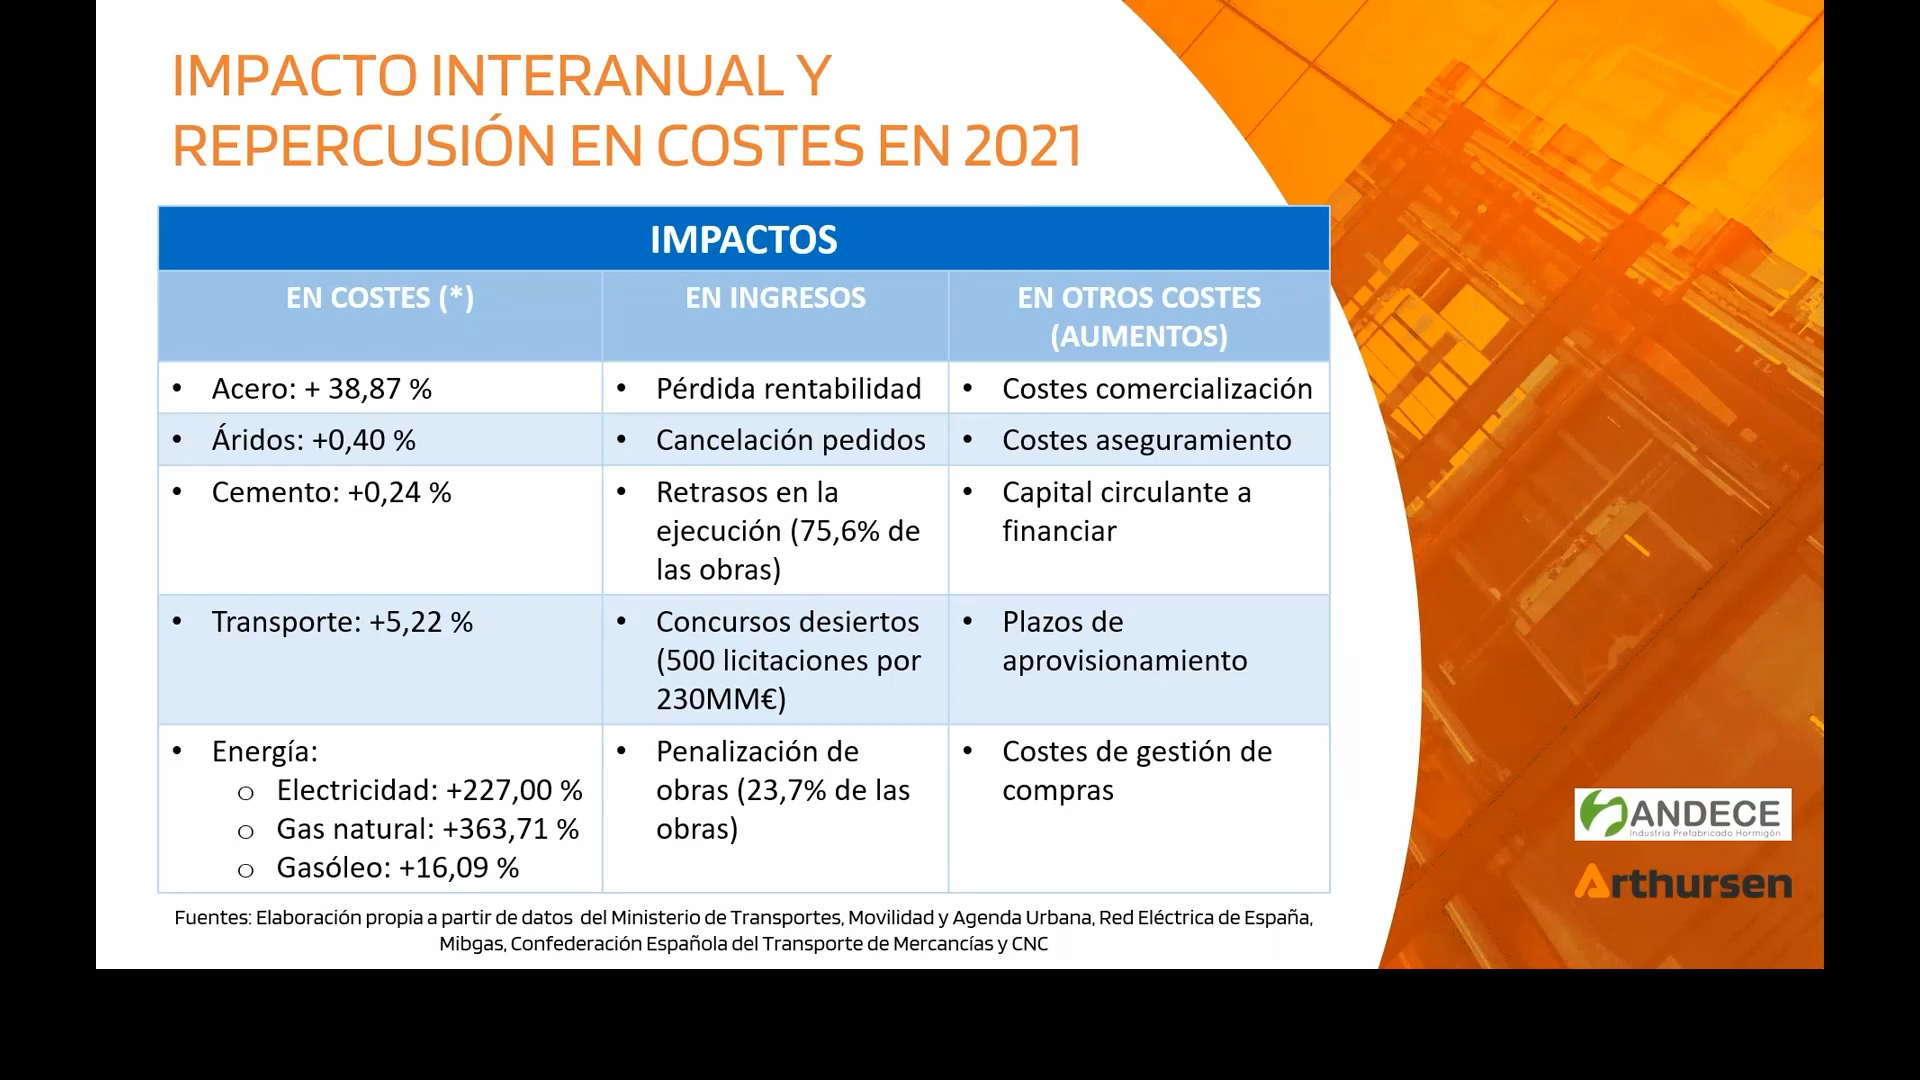 IMPACTO INTERANUAL Y
REPERCUSIÓN EN COSTES EN 2021
IMPACTOS
EN COSTES (*)
EN INGRESOS
EN OTROS COSTES
(AUMENTOS)
• Acero: + 38,87 %
• Pérdida rentabilidad
• Costes comercialización
• Áridos: +0,40 %
• Cancelación pedidos
• Costes aseguramiento
• Cemento: +0,24 %
• Retrasos en la
ejecución (75,6% de
las obras)
• Capital circulante a
financiar
• Transporte: +5,22 %
• Concursos desiertos
(500 licitaciones por
230MM€)
• Plazos de
aprovisionamiento
• Energía:
o Electricidad: +227,00 %
o Gas natural: +363,71 %
o Gasóleo: +16,09 %
• Penalización de
obras (23,7% de las
obras)
• Costes de gestión de
compras
Fuentes: Elaboración propia a partir de datos del Ministerio de Transportes, Movilidad y Agenda Urbana, Red Eléctrica de España,
Mibgas, Confederación Española del Transporte de Mercancías y CNC
ANDECE
Industria Prefabricado Hormigón
Arthursen